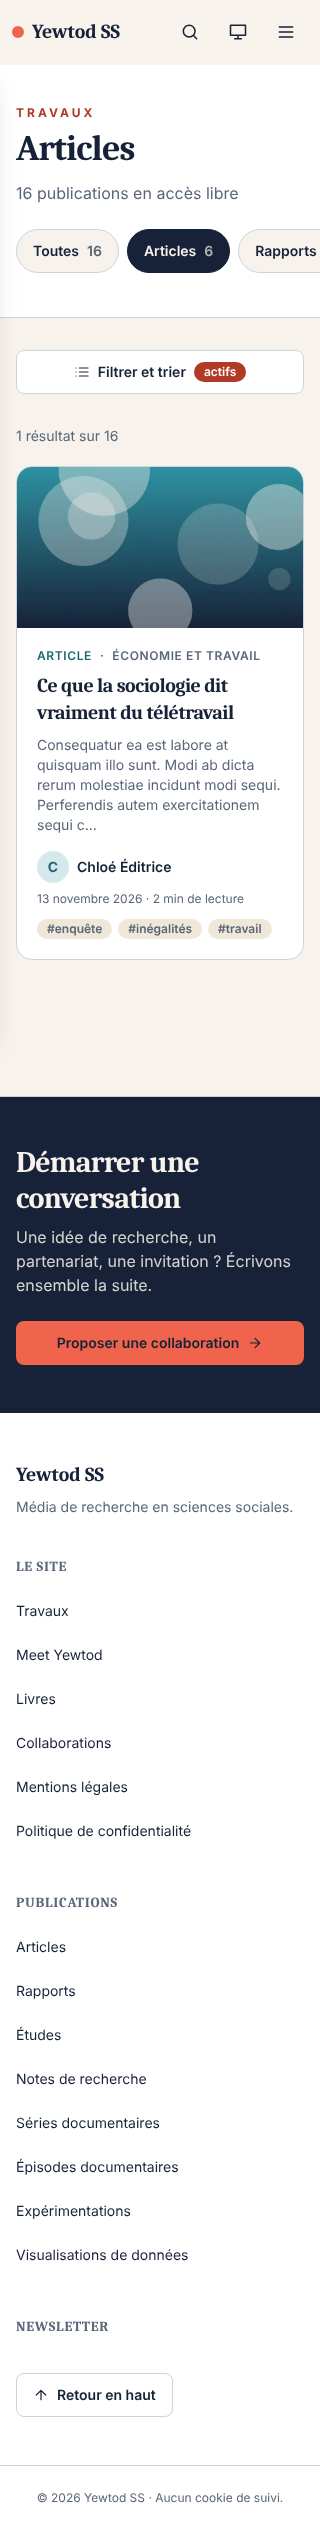 Yewtod SS
TRAVAUX
Articles
16 publications en accès libre
Toutes 16
Articles 6
Rapports
Filtrer et trier actifs
1 résultat sur 16
ARTICLE · ÉCONOMIE ET TRAVAIL
Ce que la sociologie dit
vraiment du télétravail
Consequatur ea est labore at
quisquam illo sunt. Modi ab dicta
rerum molestiae incidunt modi sequi.
Perferendis autem exercitationem
sequi c...
C Chloé Éditrice
13 novembre 2026 · 2 min de lecture
#enquête #inégalités #travail
Démarrer une
conversation
Une idée de recherche, un
partenariat, une invitation ? Écrivons
ensemble la suite.
Proposer une collaboration
Yewtod SS
Média de recherche en sciences sociales.
LE SITE
Travaux
Meet Yewtod
Livres
Collaborations
Mentions légales
Politique de confidentialité
PUBLICATIONS
Articles
Rapports
Études
Notes de recherche
Séries documentaires
Épisodes documentaires
Expérimentations
Visualisations de données
NEWSLETTER
Retour en haut
© 2026 Yewtod SS · Aucun cookie de suivi.